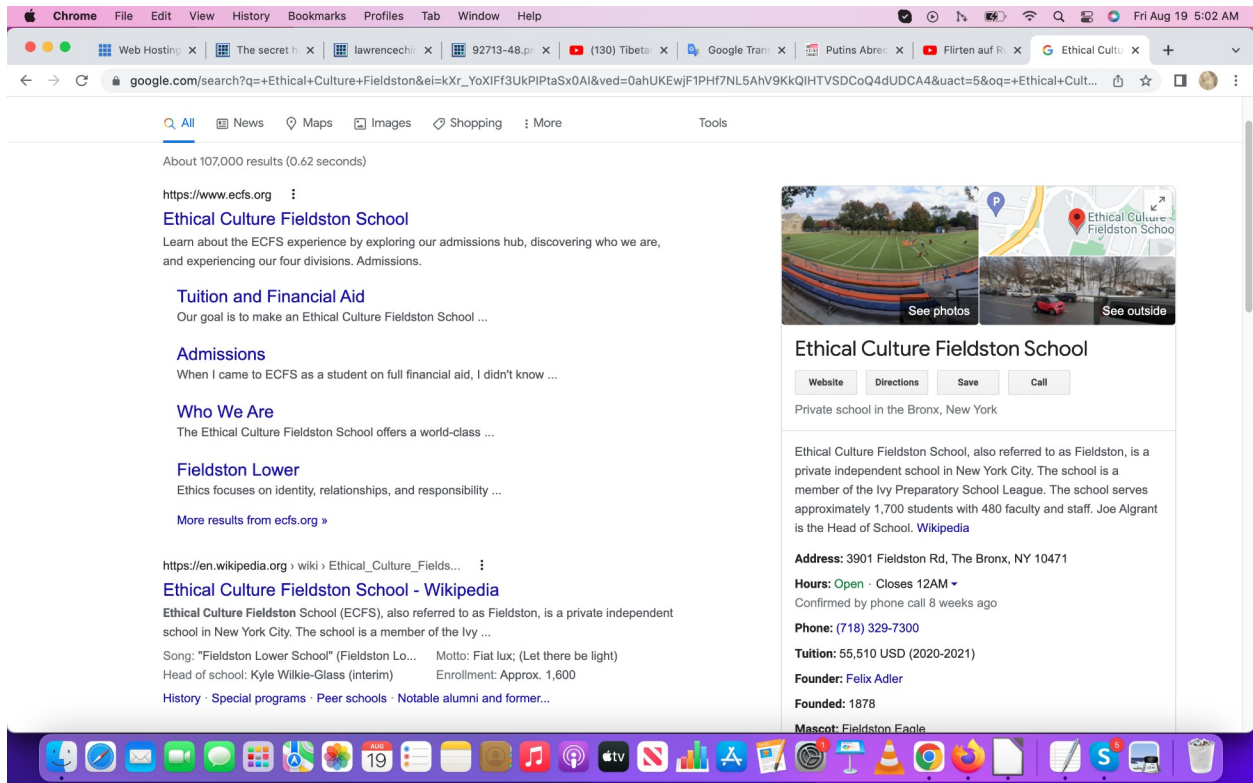 Chrome File Edit View History Bookmarks Profiles Tab Window Help Fri Aug 19 5:02 AM
Web Hosting The secret h lawrencechin 92713-48.pr (130) Tibeta Google Trans Putins Abrec Flirten auf R Ethical Cultu
google.com/search?q=+Ethical+Culture+Fieldston&ei=kXr_YoXIFf3UkPIPtaSx0AI&ved=0ahUKEwjF1PHf7NL5AhV9KkQIHTVSDCoQ4dUDCA4&uact=5&oq=+Ethical+Cult...
All News Maps Images Shopping More Tools
About 107,000 results (0.62 seconds)
https://www.ecfs.org
Ethical Culture Fieldston School
Learn about the ECFS experience by exploring our admissions hub, discovering who we are,
and experiencing our four divisions. Admissions.
Tuition and Financial Aid
Our goal is to make an Ethical Culture Fieldston School ...
Admissions
When I came to ECFS as a student on full financial aid, I didn't know ...
Who We Are
The Ethical Culture Fieldston School offers a world-class ...
Fieldston Lower
Ethics focuses on identity, relationships, and responsibility ...
More results from ecfs.org »
https://en.wikipedia.org › wiki › Ethical_Culture_Fields...
Ethical Culture Fieldston School - Wikipedia
Ethical Culture Fieldston School (ECFS), also referred to as Fieldston, is a private independent
school in New York City. The school is a member of the Ivy ...
Song: "Fieldston Lower School" (Fieldston Lo... Motto: Fiat lux; (Let there be light)
Head of school: Kyle Wilkie-Glass (interim) Enrollment: Approx. 1,600
History · Special programs · Peer schools · Notable alumni and former...
P
Ethical Culture
Fieldston Schoo
See photos
See outside
Ethical Culture Fieldston School
Website Directions Save Call
Private school in the Bronx, New York
Ethical Culture Fieldston School, also referred to as Fieldston, is a
private independent school in New York City. The school is a
member of the Ivy Preparatory School League. The school serves
approximately 1,700 students with 480 faculty and staff. Joe Algrant
is the Head of School. Wikipedia
Address: 3901 Fieldston Rd, The Bronx, NY 10471
Hours: Open · Closes 12AM
Confirmed by phone call 8 weeks ago
Phone: (718) 329-7300
Tuition: 55,510 USD (2020-2021)
Founder: Felix Adler
Founded: 1878
Mascot: Fieldston Eagle
AUG
19
tv
1
5